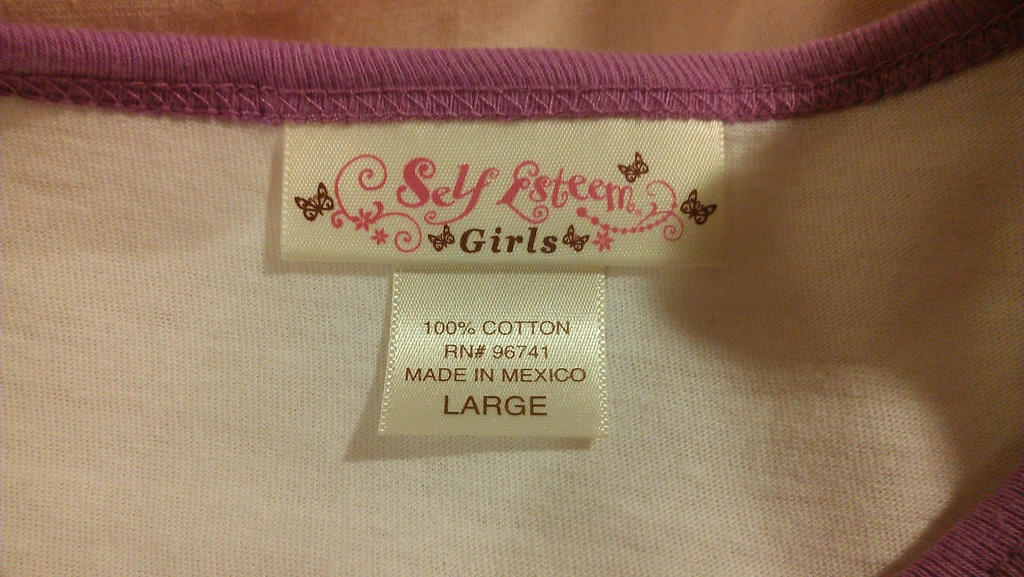 Self Esteem
Girls
100% COTTON
RN# 96741
MADE IN MEXICO
LARGE